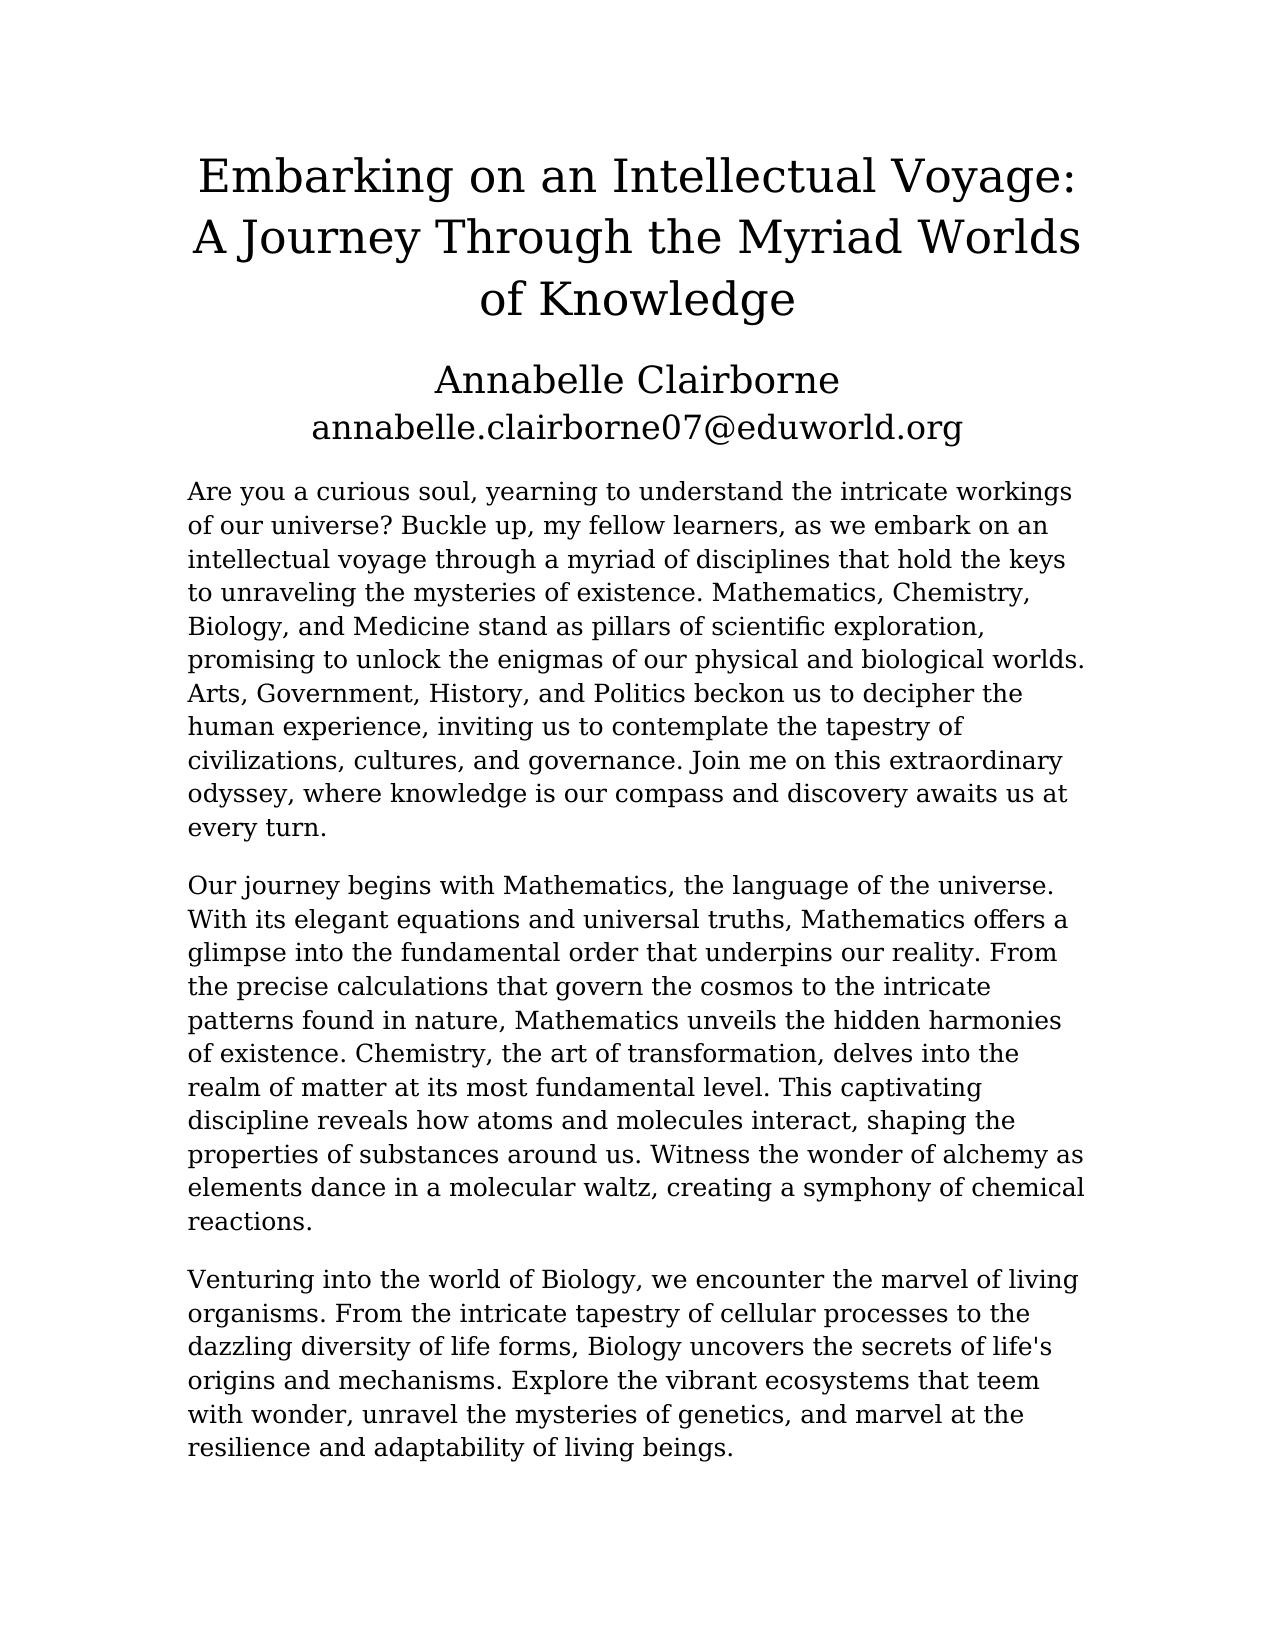 Embarking on an Intellectual Voyage:
A Journey Through the Myriad Worlds
of Knowledge
Annabelle Clairborne
annabelle.clairborne07@eduworld.org
Are you a curious soul, yearning to understand the intricate workings
of our universe? Buckle up, my fellow learners, as we embark on an
intellectual voyage through a myriad of disciplines that hold the keys
to unraveling the mysteries of existence. Mathematics, Chemistry,
Biology, and Medicine stand as pillars of scientific exploration,
promising to unlock the enigmas of our physical and biological worlds.
Arts, Government, History, and Politics beckon us to decipher the
human experience, inviting us to contemplate the tapestry of
civilizations, cultures, and governance. Join me on this extraordinary
odyssey, where knowledge is our compass and discovery awaits us at
every turn.
Our journey begins with Mathematics, the language of the universe.
With its elegant equations and universal truths, Mathematics offers a
glimpse into the fundamental order that underpins our reality. From
the precise calculations that govern the cosmos to the intricate
patterns found in nature, Mathematics unveils the hidden harmonies
of existence. Chemistry, the art of transformation, delves into the
realm of matter at its most fundamental level. This captivating
discipline reveals how atoms and molecules interact, shaping the
properties of substances around us. Witness the wonder of alchemy as
elements dance in a molecular waltz, creating a symphony of chemical
reactions.
Venturing into the world of Biology, we encounter the marvel of living
organisms. From the intricate tapestry of cellular processes to the
dazzling diversity of life forms, Biology uncovers the secrets of life's
origins and mechanisms. Explore the vibrant ecosystems that teem
with wonder, unravel the mysteries of genetics, and marvel at the
resilience and adaptability of living beings.